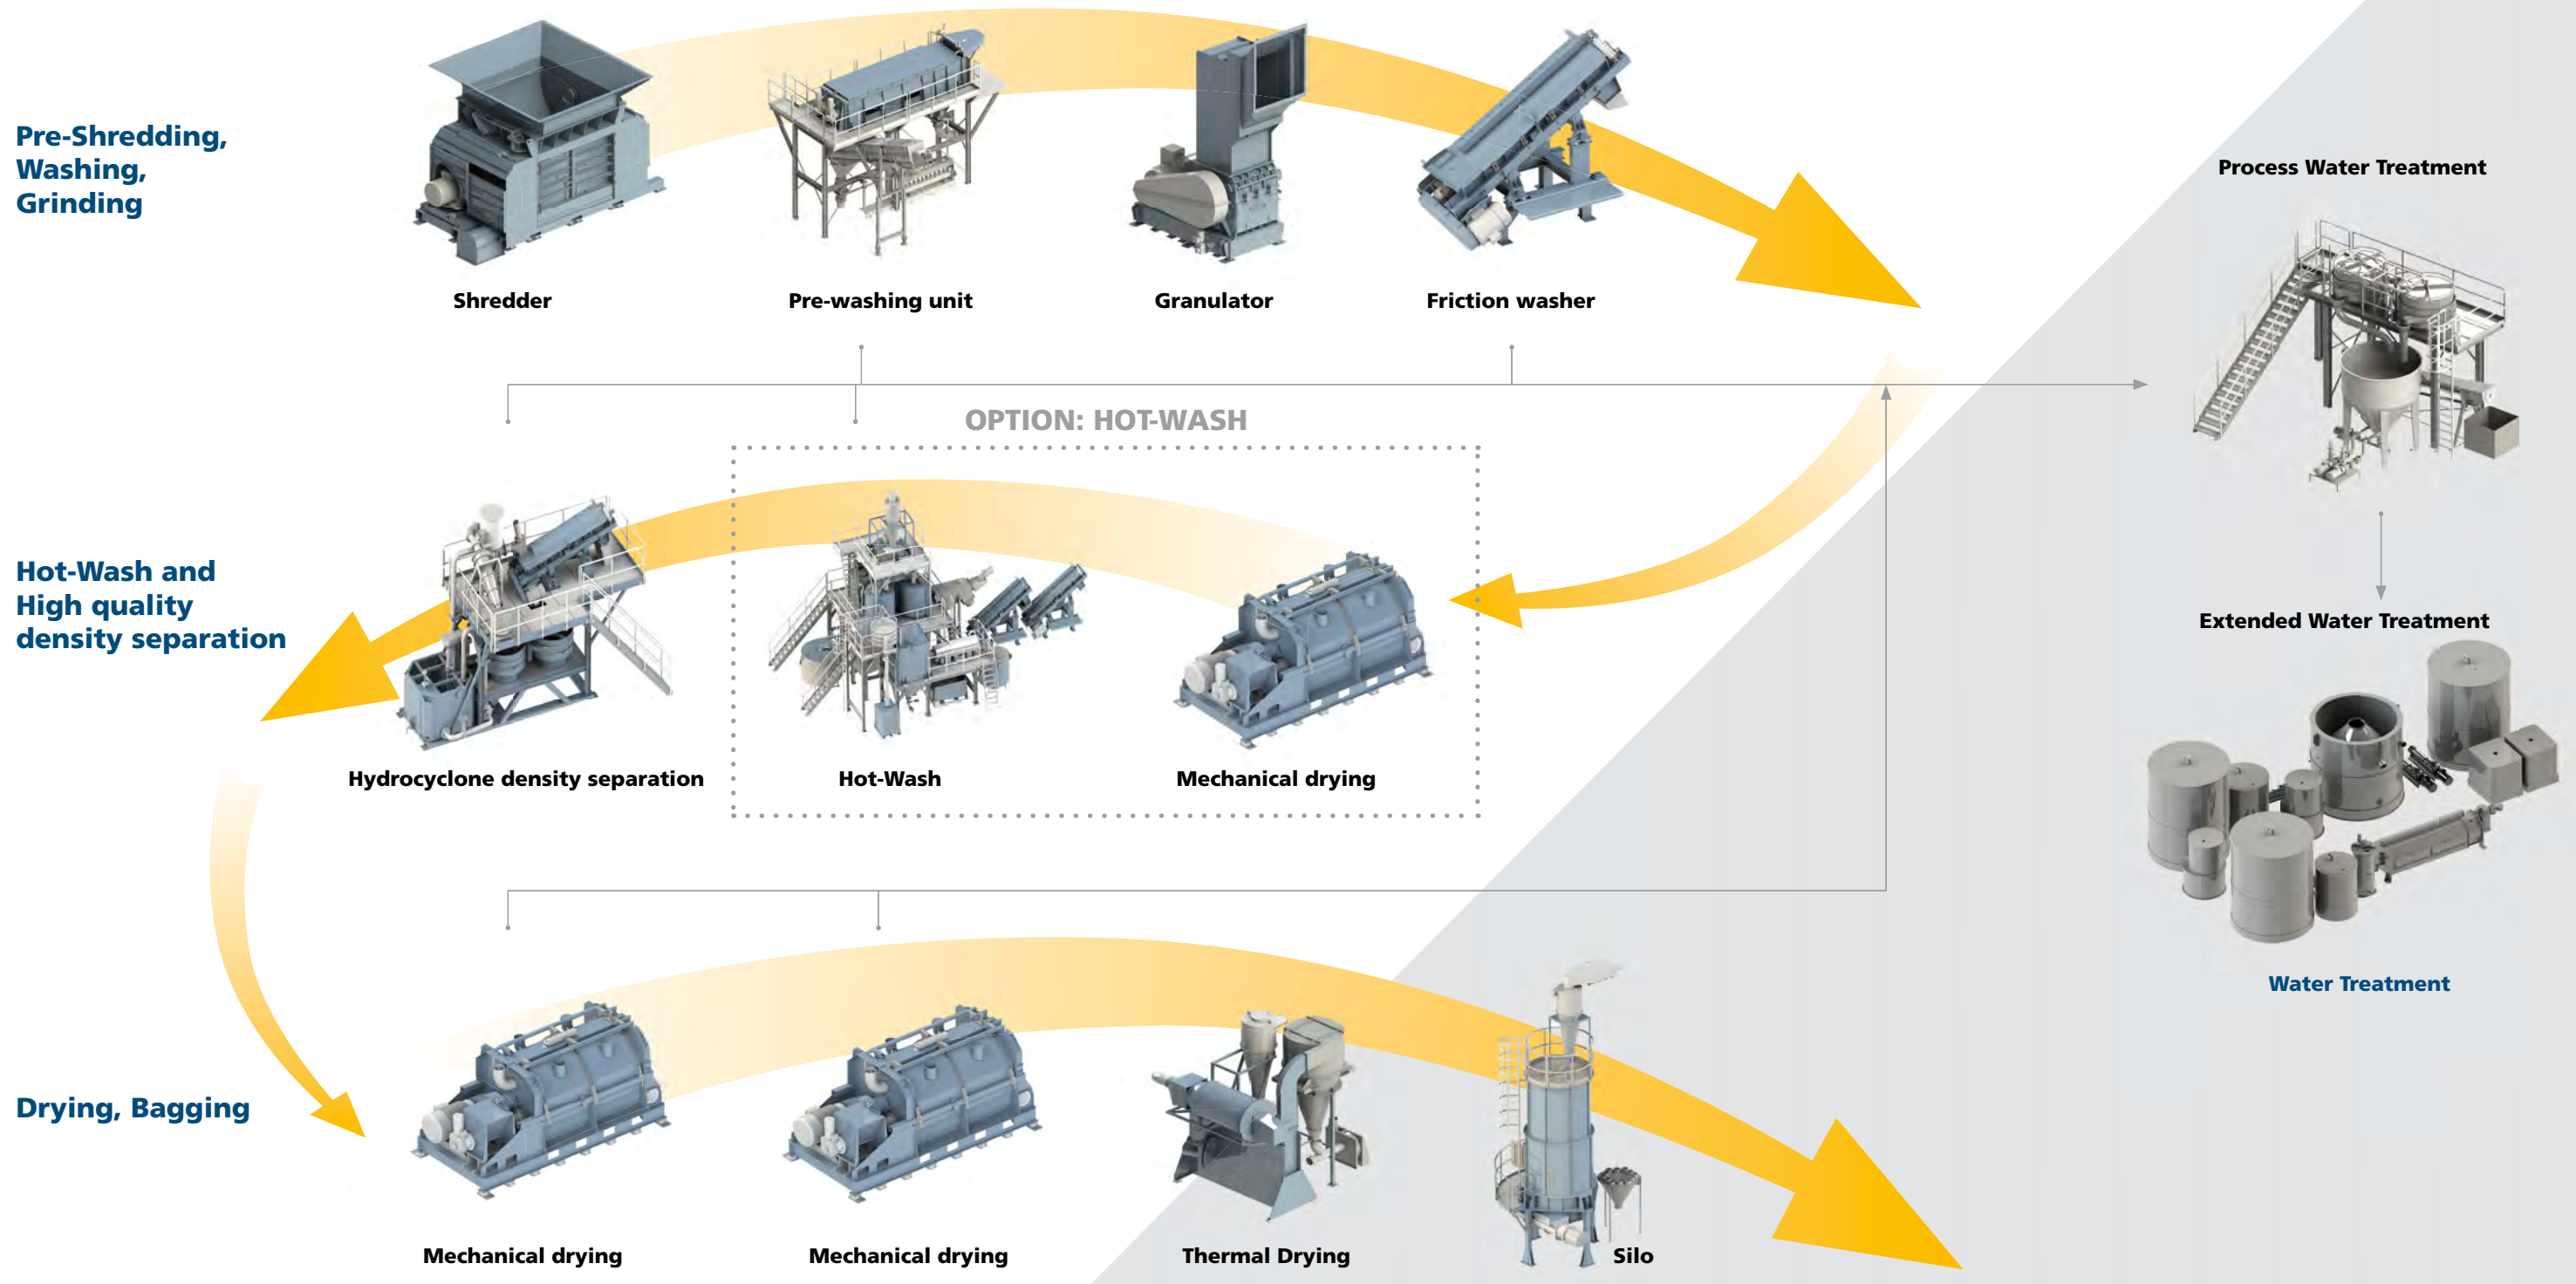 Pre-Shredding,
Washing,
Grinding
Shredder
Pre-washing unit
Granulator
Friction washer
Process Water Treatment
OPTION: HOT-WASH
Hot-Wash and
High quality
density separation
Hydrocyclone density separation
Hot-Wash
Mechanical drying
Extended Water Treatment
Water Treatment
Drying, Bagging
Mechanical drying
Mechanical drying
Thermal Drying
Silo